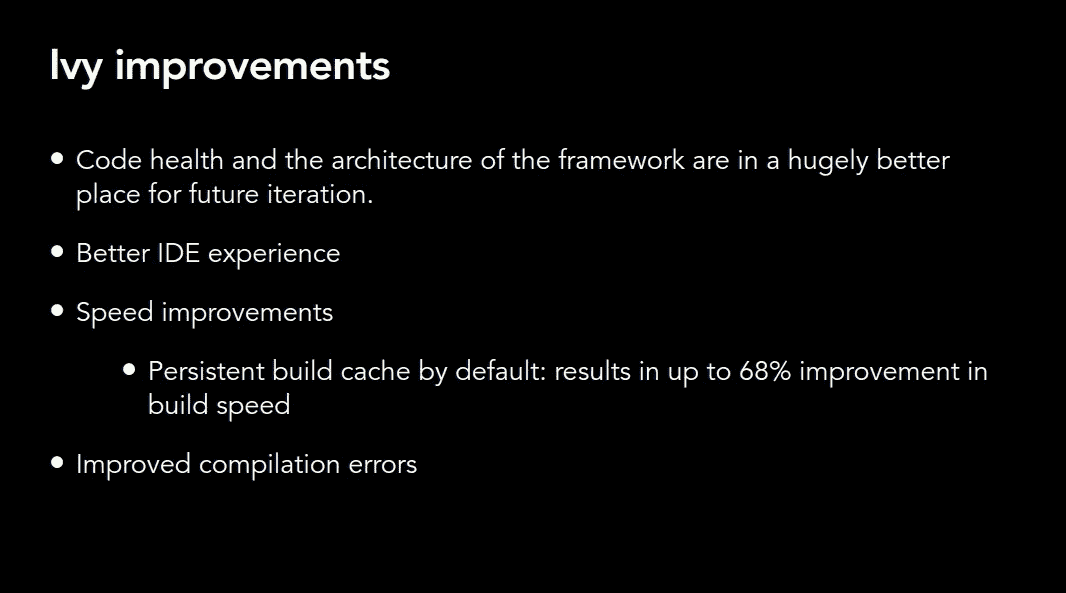 Ivy improvements
• Code health and the architecture of the framework are in a hugely better
place for future iteration.
• Better IDE experience
• Speed improvements
• Persistent build cache by default: results in up to 68% improvement in
build speed
• Improved compilation errors